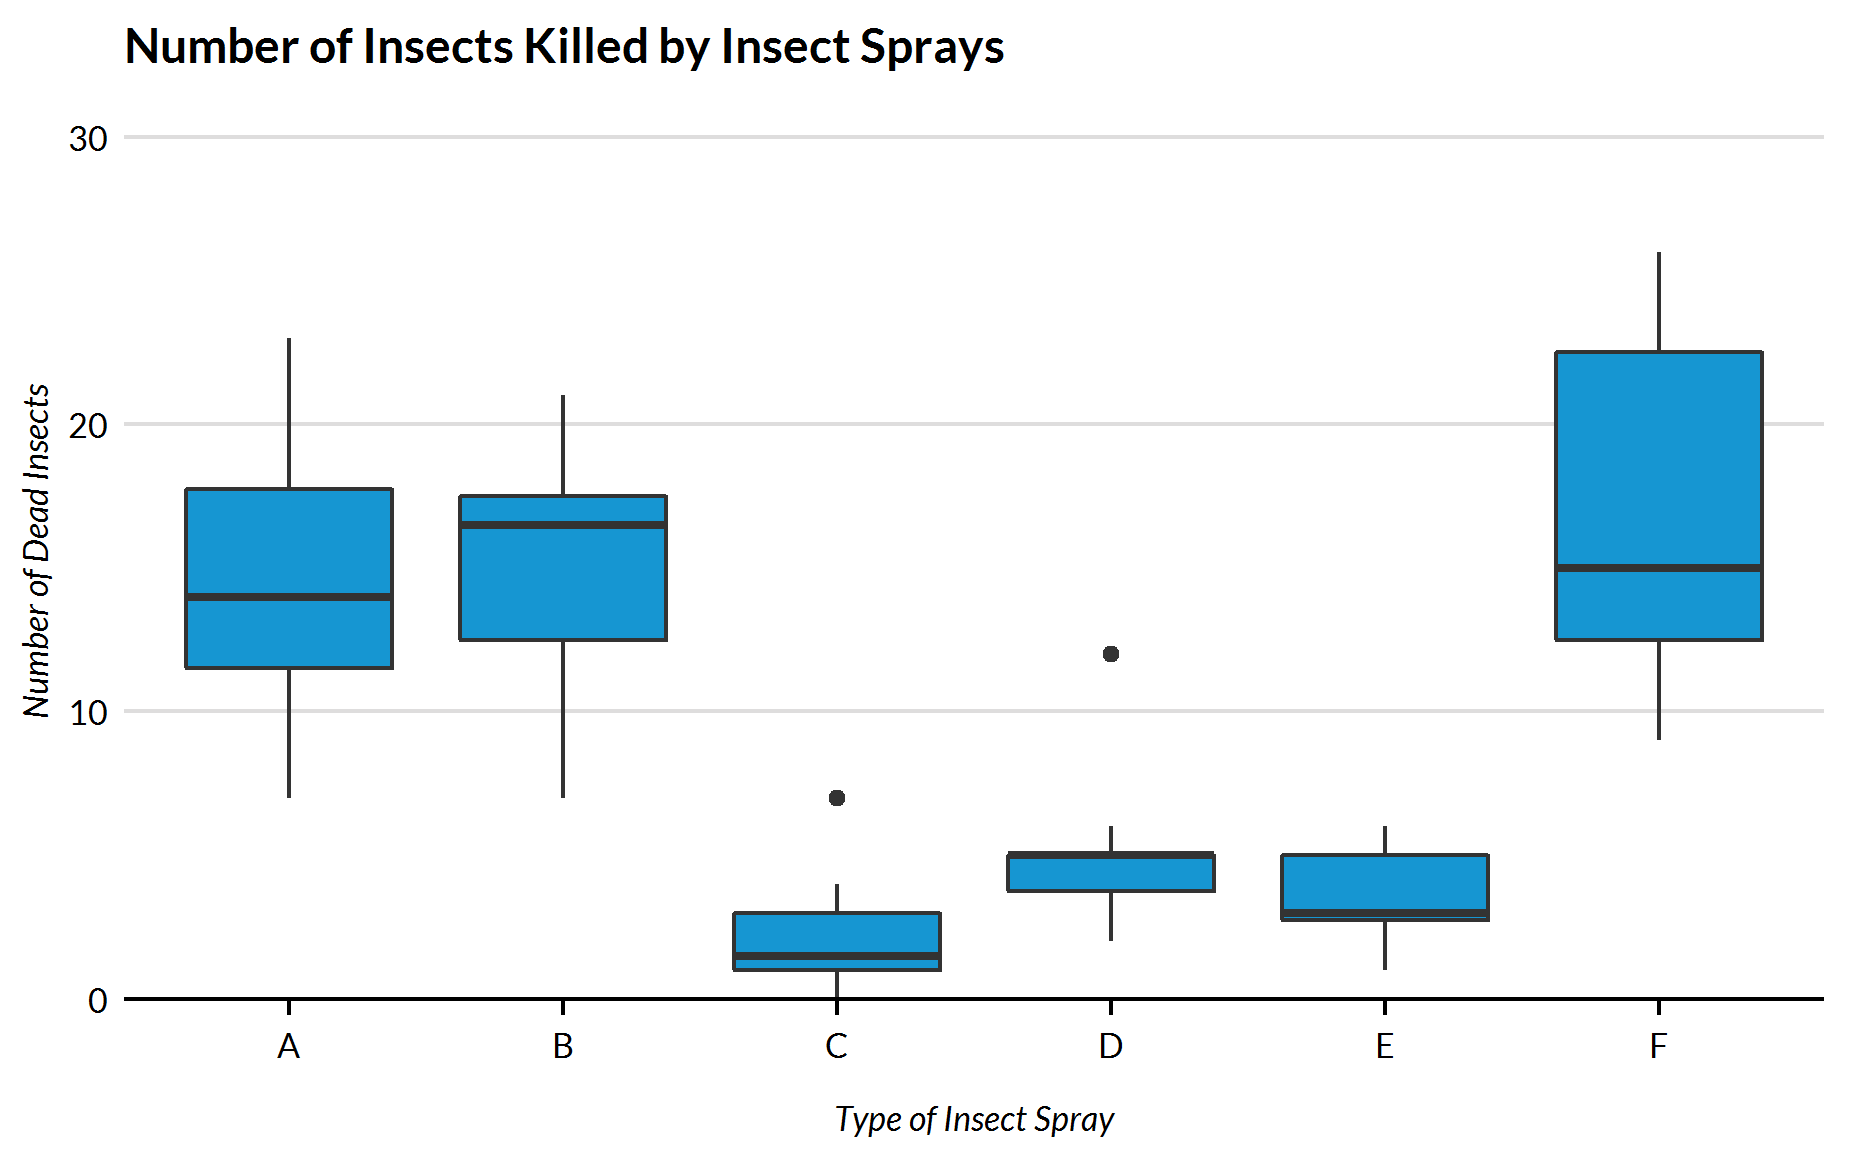 Number of Insects Killed by Insect Sprays
30
20
10
0
Number of Dead Insects
A B C D E F
Type of Insect Spray